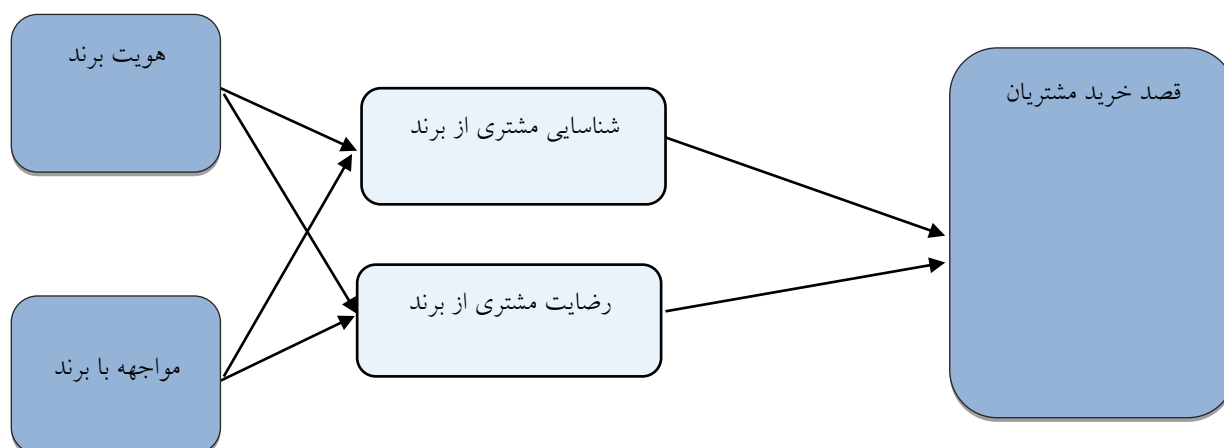 هویت برند
شناسایی مشتری از برند
قصد خرید مشتریان
رضایت مشتری از برند
مواجهه با برند